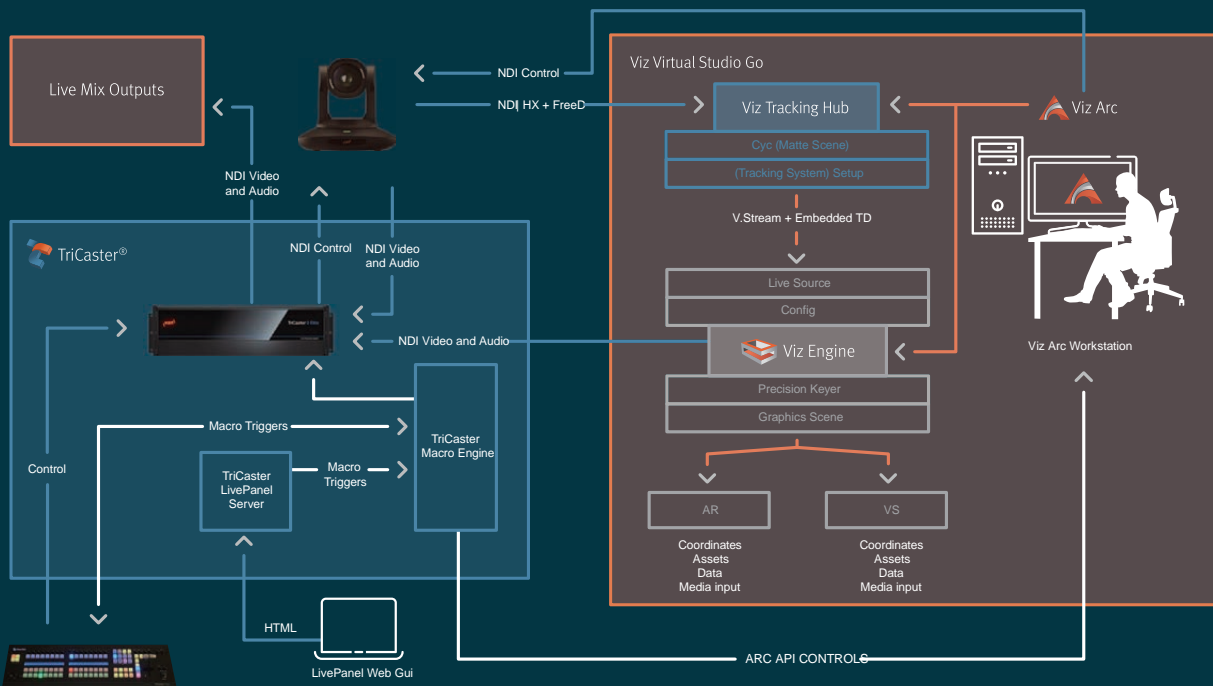 Live Mix Outputs
NDI Control
NDI HX + FreeD
NDI Video
and Audio
NDI Control
NDI Video
and Audio
TriCaster®
NDI Video and Audio
Macro Triggers
Control
TriCaster
LivePanel
Server
Macro
Triggers
TriCaster
Macro Engine
HTML
LivePanel Web Gui
ARC API CONTROLS
Viz Virtual Studio Go
Viz Tracking Hub
Cyc (Matte Scene)
(Tracking System) Setup
V.Stream + Embedded TD
Live Source
Config
Viz Engine
Precision Keyer
Graphics Scene
AR
VS
Coordinates
Assets
Data
Media input
Coordinates
Assets
Data
Media input
Viz Arc
Viz Arc Workstation